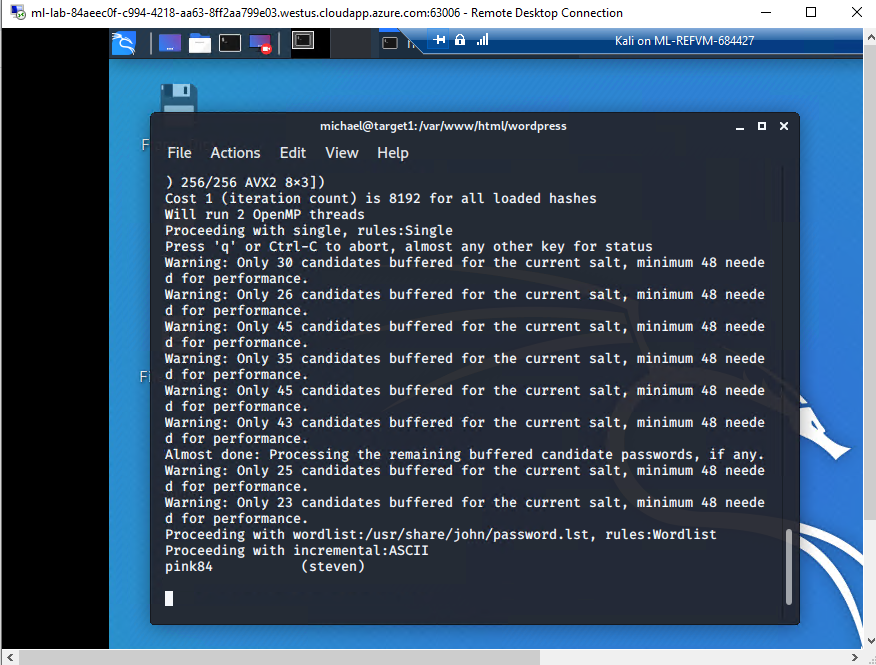 ml-lab-84aeec0f-c994-4218-aa63-8ff2aa799e03.westus.cloudapp.azure.com:63006 - Remote Desktop Connection
Kali on ML-REFVM-684427
michael@target1:/var/www/html/wordpress
File Actions Edit View Help
) 256/256 AVX2 8×3])
Cost 1 (iteration count) is 8192 for all loaded hashes
Will run 2 OpenMP threads
Proceeding with single, rules:Single
Press 'q' or Ctrl-C to abort, almost any other key for status
Warning: Only 30 candidates buffered for the current salt, minimum 48 neede
d for performance.
Warning: Only 26 candidates buffered for the current salt, minimum 48 neede
d for performance.
Warning: Only 45 candidates buffered for the current salt, minimum 48 neede
d for performance.
Warning: Only 35 candidates buffered for the current salt, minimum 48 neede
d for performance.
Warning: Only 45 candidates buffered for the current salt, minimum 48 neede
d for performance.
Warning: Only 43 candidates buffered for the current salt, minimum 48 neede
d for performance.
Almost done: Processing the remaining buffered candidate passwords, if any.
Warning: Only 25 candidates buffered for the current salt, minimum 48 neede
d for performance.
Warning: Only 23 candidates buffered for the current salt, minimum 48 neede
d for performance.
Proceeding with wordlist:/usr/share/john/password.lst, rules:Wordlist
Proceeding with incremental:ASCII
pink84 (steven)